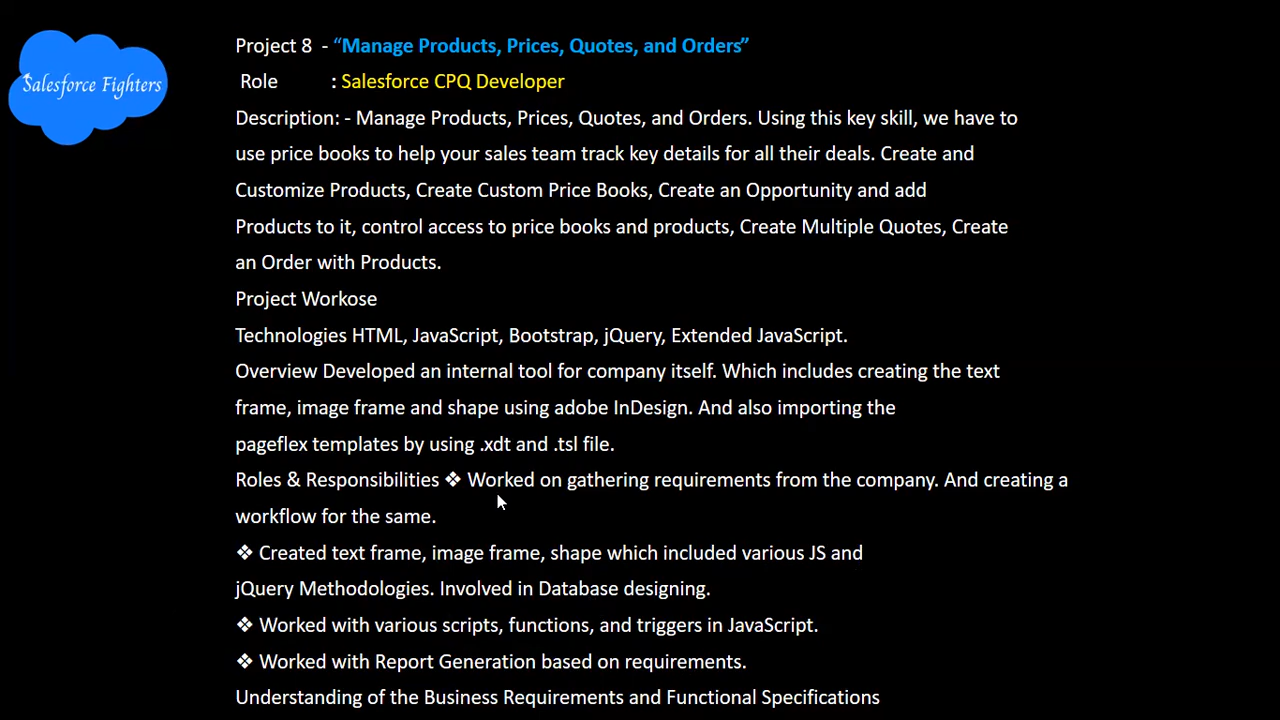 Salesforce Fighters
Project 8 - “Manage Products, Prices, Quotes, and Orders”
Role : Salesforce CPQ Developer
Description: - Manage Products, Prices, Quotes, and Orders. Using this key skill, we have to
use price books to help your sales team track key details for all their deals. Create and
Customize Products, Create Custom Price Books, Create an Opportunity and add
Products to it, control access to price books and products, Create Multiple Quotes, Create
an Order with Products.
Project Workose
Technologies HTML, JavaScript, Bootstrap, jQuery, Extended JavaScript.
Overview Developed an internal tool for company itself. Which includes creating the text
frame, image frame and shape using adobe InDesign. And also importing the
pageflex templates by using .xdt and .tsl file.
Roles & Responsibilities ❖ Worked on gathering requirements from the company. And creating a
workflow for the same.
❖ Created text frame, image frame, shape which included various JS and
jQuery Methodologies. Involved in Database designing.
❖ Worked with various scripts, functions, and triggers in JavaScript.
❖ Worked with Report Generation based on requirements.
Understanding of the Business Requirements and Functional Specifications